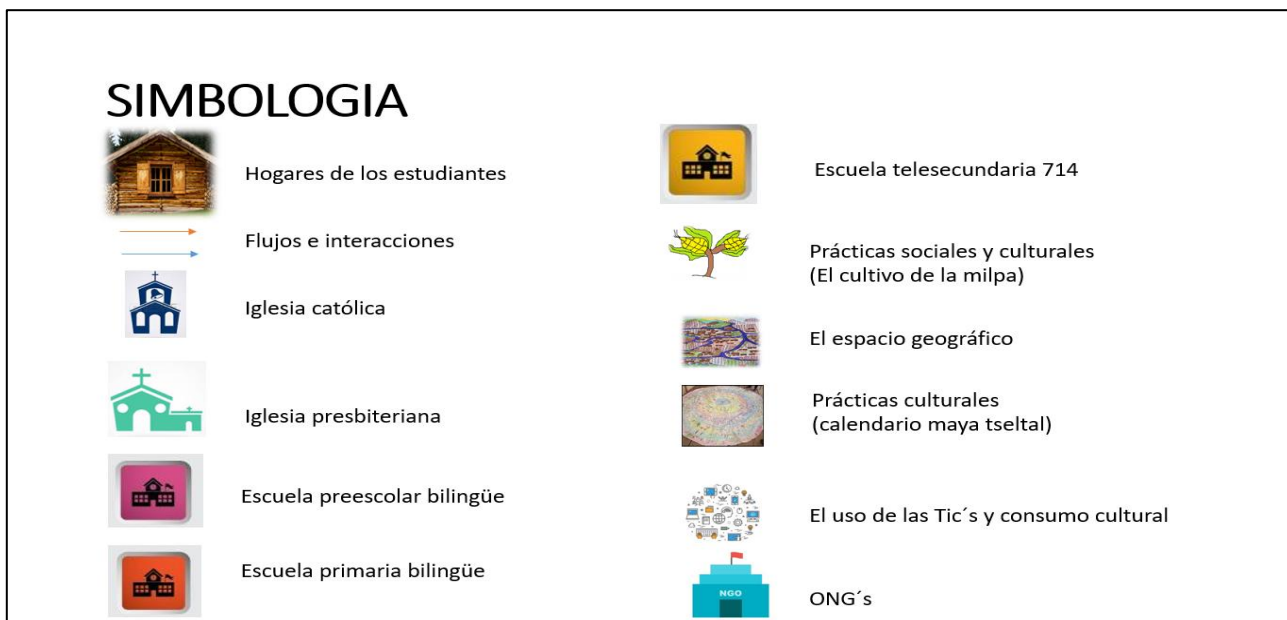 SIMBOLOGIA
Hogares de los estudiantes
Flujos e interacciones
Iglesia católica
Iglesia presbiteriana
Escuela preescolar bilingüe
Escuela primaria bilingüe
Escuela telesecundaria 714
Prácticas sociales y culturales
(El cultivo de la milpa)
El espacio geográfico
Prácticas culturales
(calendario maya tseltal)
El uso de las Tic´s y consumo cultural
NGO
ONG´s